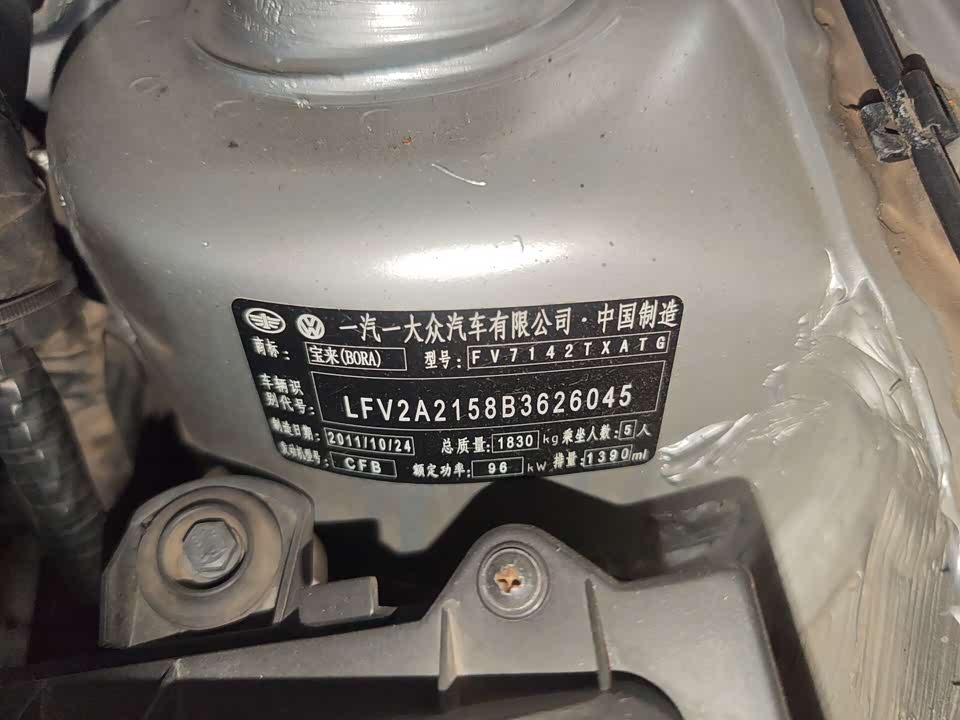 一汽一大众汽车有限公司·中国制造
商标: 宝来(BORA) 型号: FV7142TXATG
车辆识别代号: LFV2A2158B3626045
制造日期: 2011/10/24 总质量: 1830 kg 乘坐人数: 5 人
发动机型号: CFB 额定功率: 96 kW 排量: 1390 ml